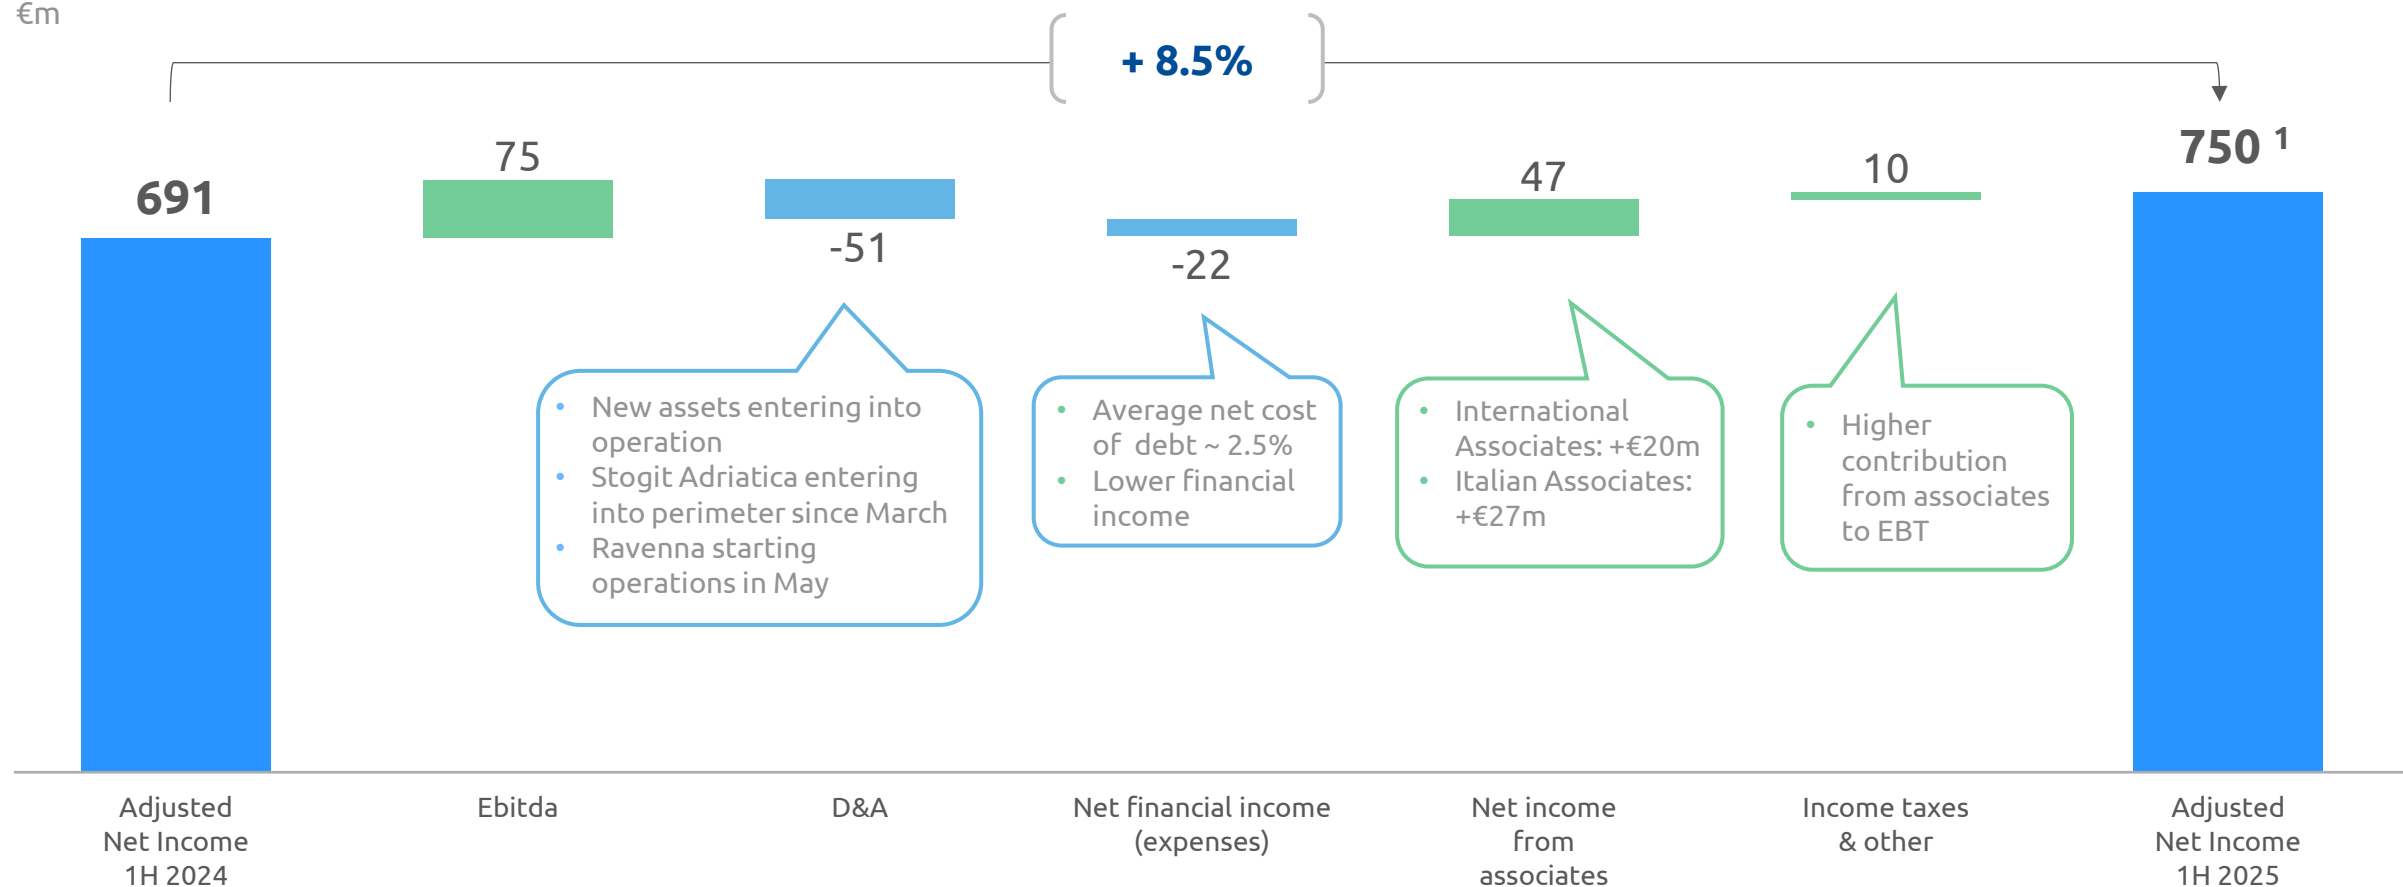 €m
+ 8.5%
691
75
-51
-22
47
10
750 1
• New assets entering into
operation
• Stogit Adriatica entering
into perimeter since March
• Ravenna starting
operations in May
• Average net cost
of debt ~ 2.5%
• Lower financial
income
• International
Associates: +€20m
• Italian Associates:
+€27m
• Higher
contribution
from associates
to EBT
Adjusted
Net Income
1H 2024
Ebitda
D&A
Net financial income
(expenses)
Net income
from
associates
Income taxes
& other
Adjusted
Net Income
1H 2025